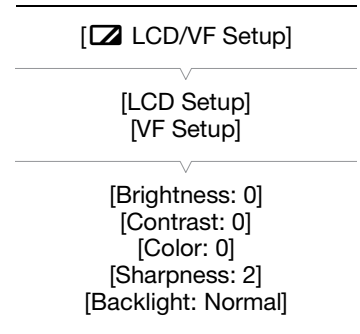 [LCD/VF Setup]
[LCD Setup]
[VF Setup]
[Brightness: 0]
[Contrast: 0]
[Color: 0]
[Sharpness: 2]
[Backlight: Normal]